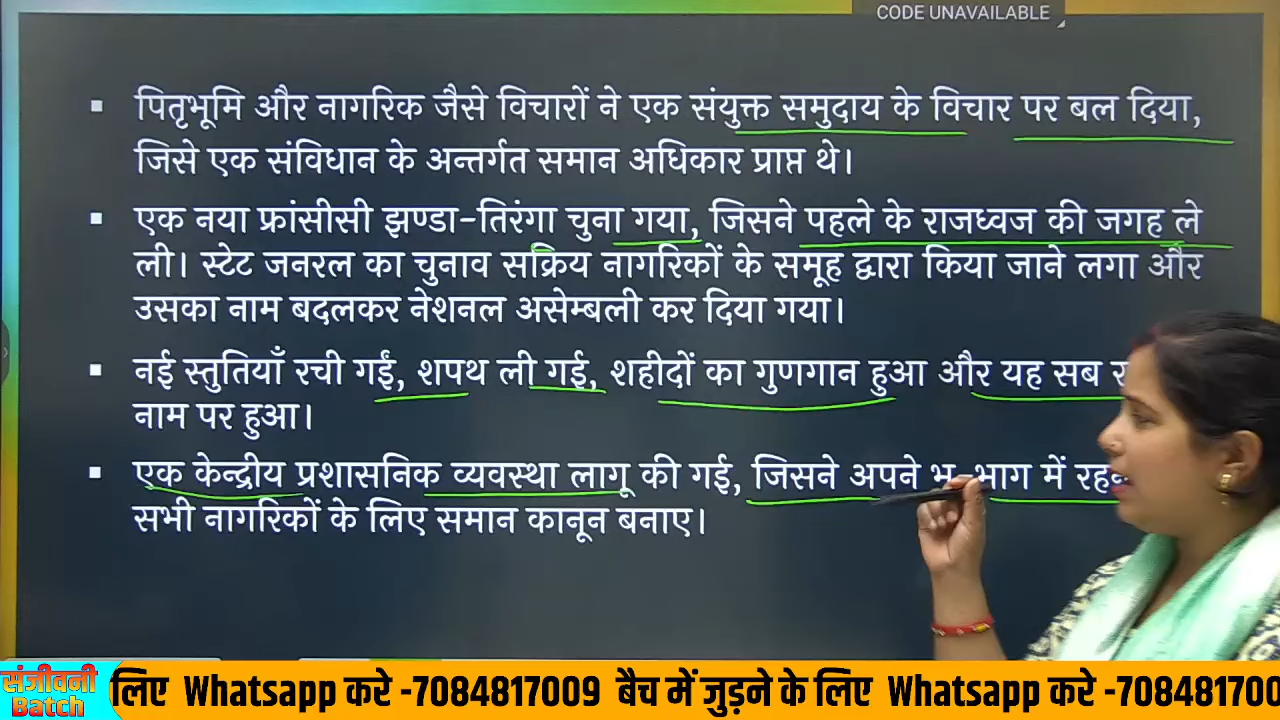 CODE UNAVAILABLE
▪ पितृभूमि और नागरिक जैसे विचारों ने एक संयुक्त समुदाय के विचार पर बल दिया,
जिसे एक संविधान के अन्तर्गत समान अधिकार प्राप्त थे।
▪ एक नया फ्रांसीसी झण्डा-तिरंगा चुना गया, जिसने पहले के राजध्वज की जगह ले
ली। स्टेट जनरल का चुनाव सक्रिय नागरिकों के समूह द्वारा किया जाने लगा और
उसका नाम बदलकर नेशनल असेम्बली कर दिया गया।
▪ नई स्तुतियाँ रची गईं, शपथ ली गई, शहीदों का गुणगान हुआ और यह सब
नाम पर हुआ।
▪ एक केन्द्रीय प्रशासनिक व्यवस्था लागू की गई, जिसने अपने में
सभी नागरिकों के लिए समान कानून बनाए।
संजीवनी
Batch
लिए Whatsapp करे -7084817009 बैच में जुड़ने के लिए Whatsapp करे -708481700